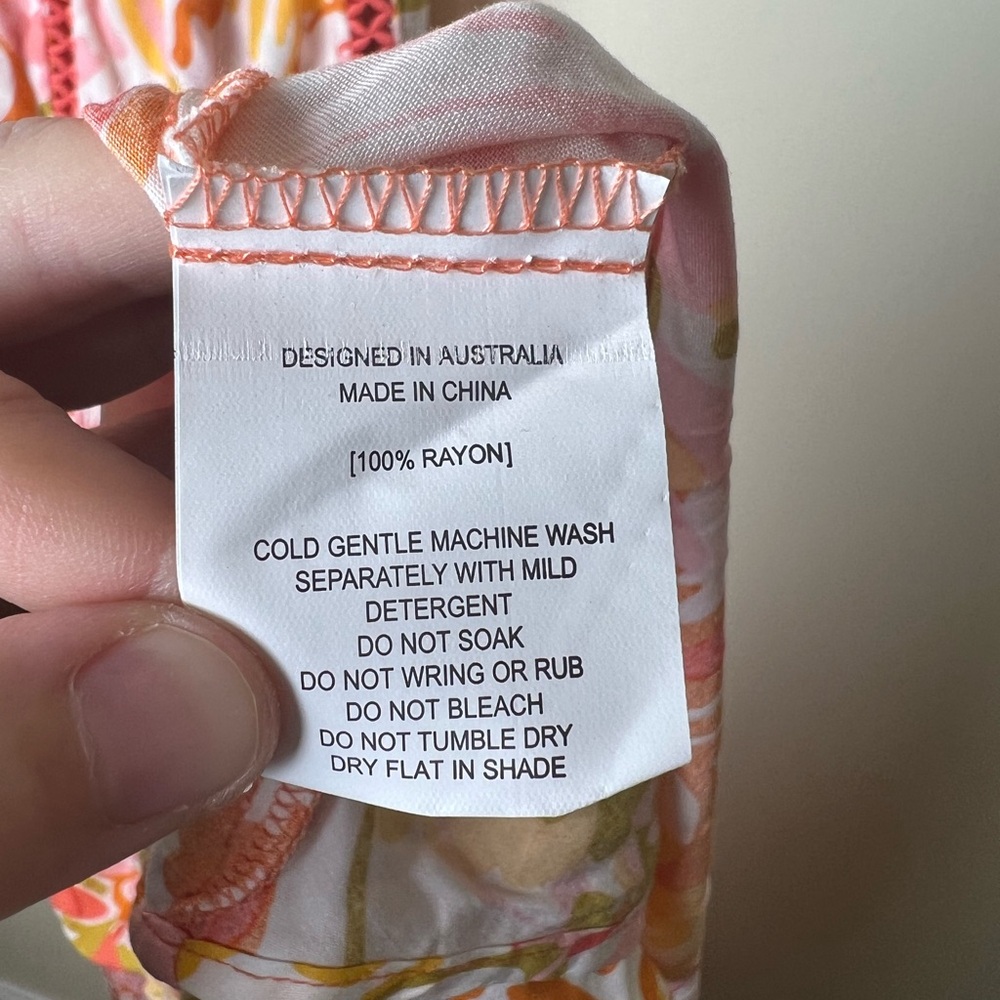 DESIGNED IN AUSTRALIA
MADE IN CHINA
[100% RAYON]
COLD GENTLE MACHINE WASH
SEPARATELY WITH MILD
DETERGENT
DO NOT SOAK
DO NOT WRING OR RUB
DO NOT BLEACH
DO NOT TUMBLE DRY
DRY FLAT IN SHADE